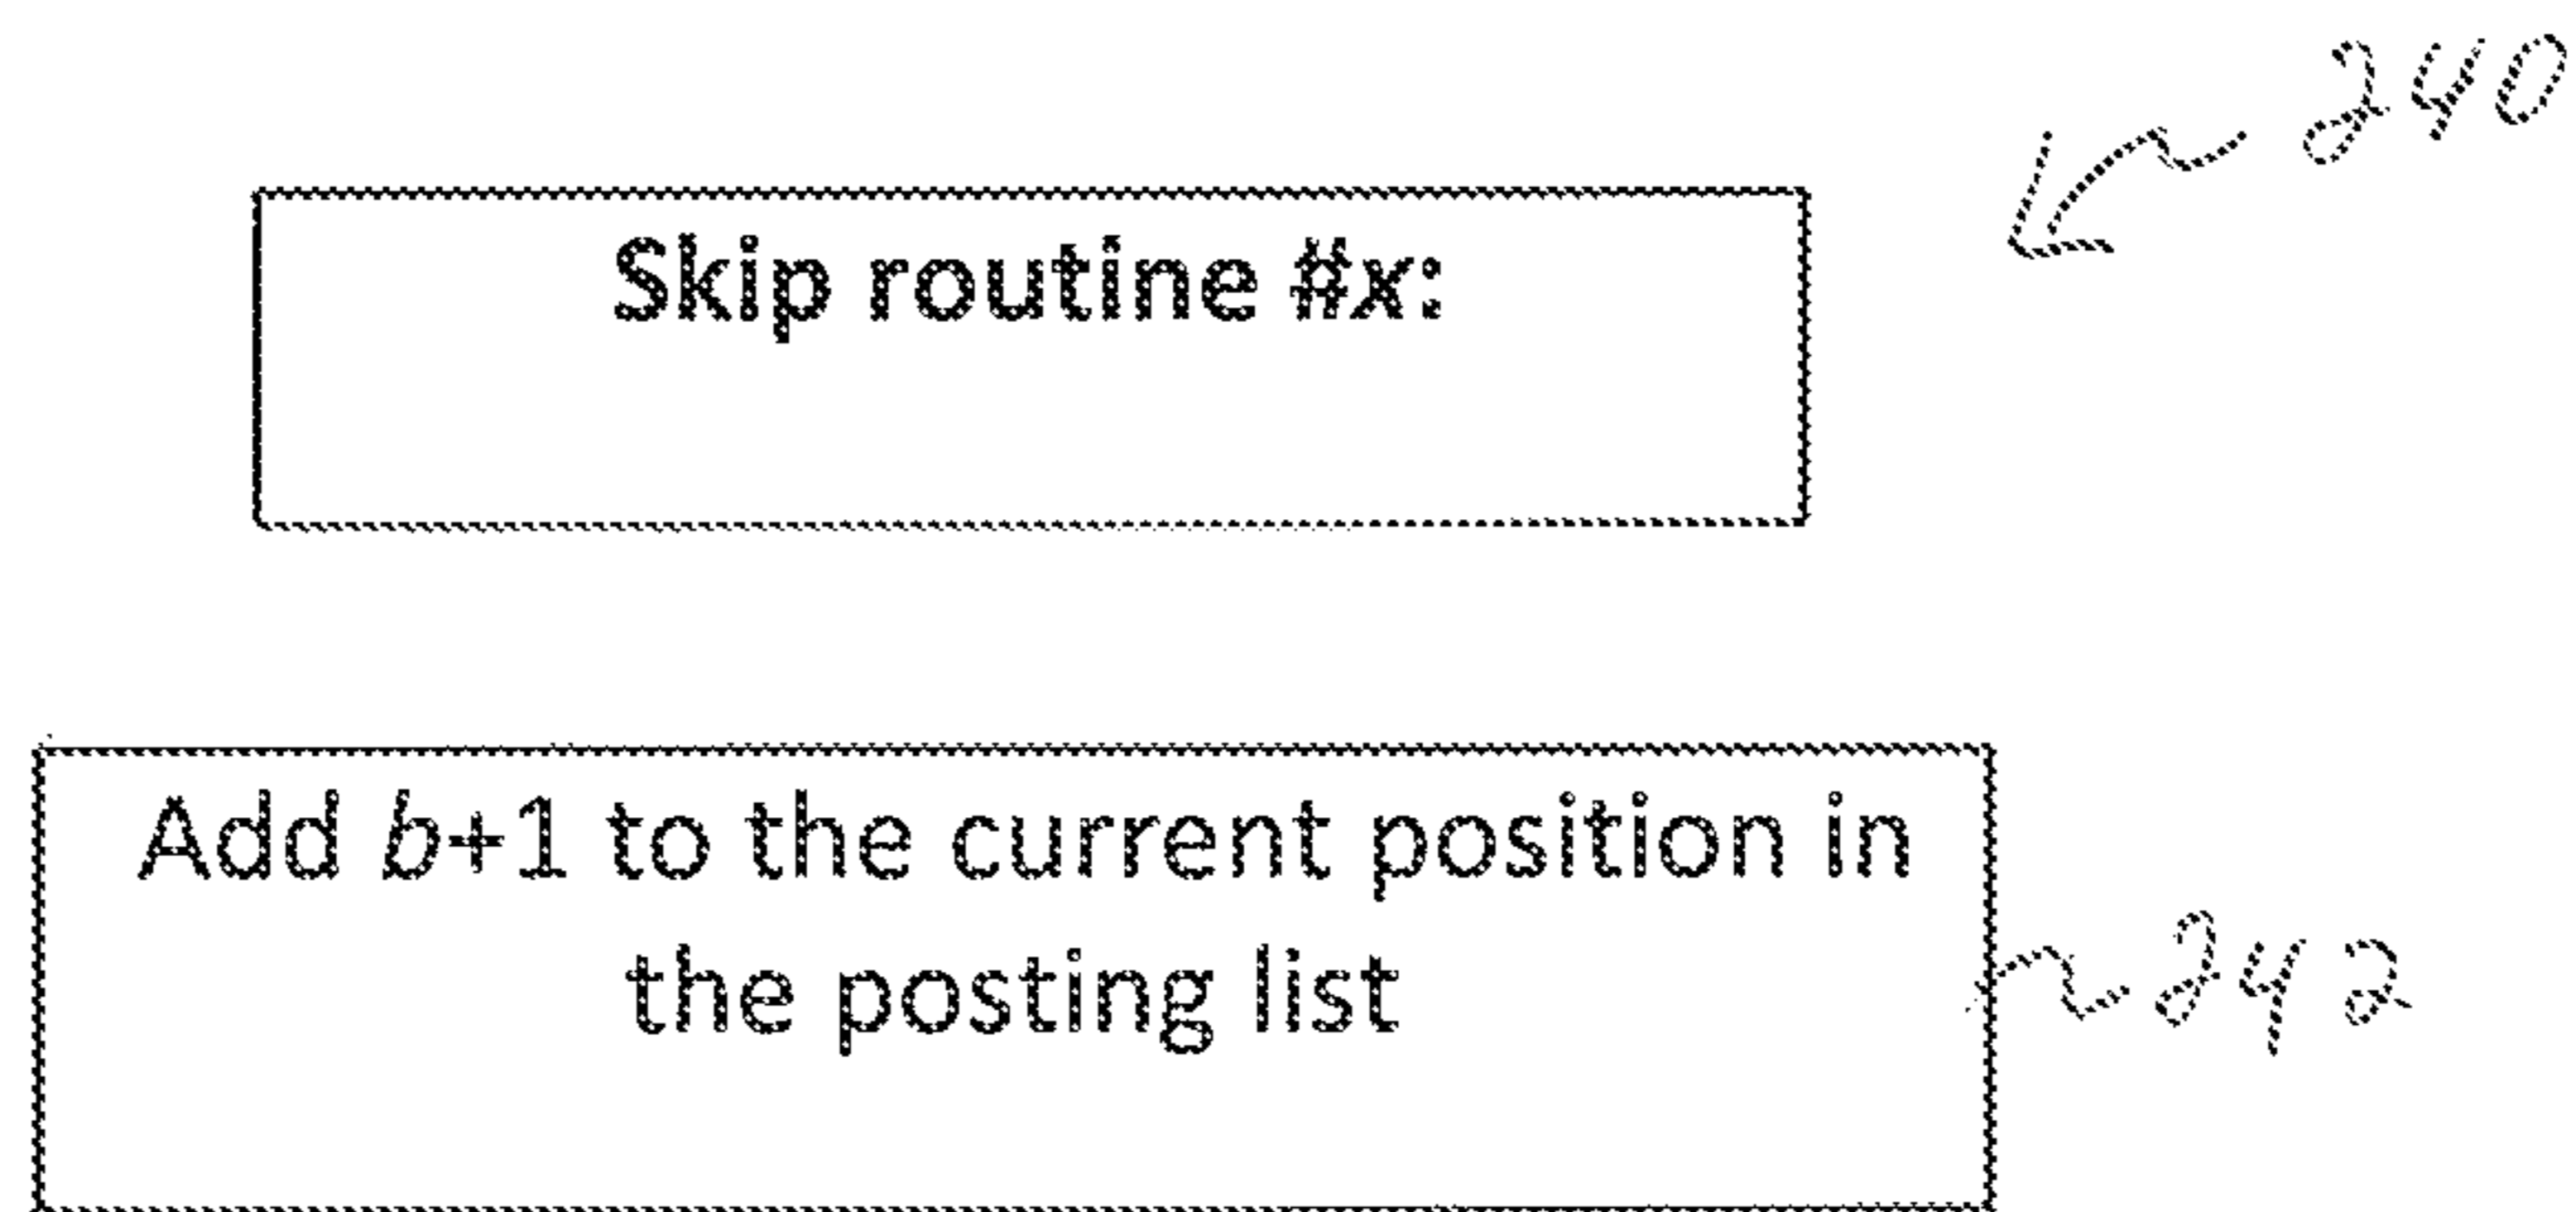 240
Skip routine #x:
Add b+1 to the current position in
the posting list
242